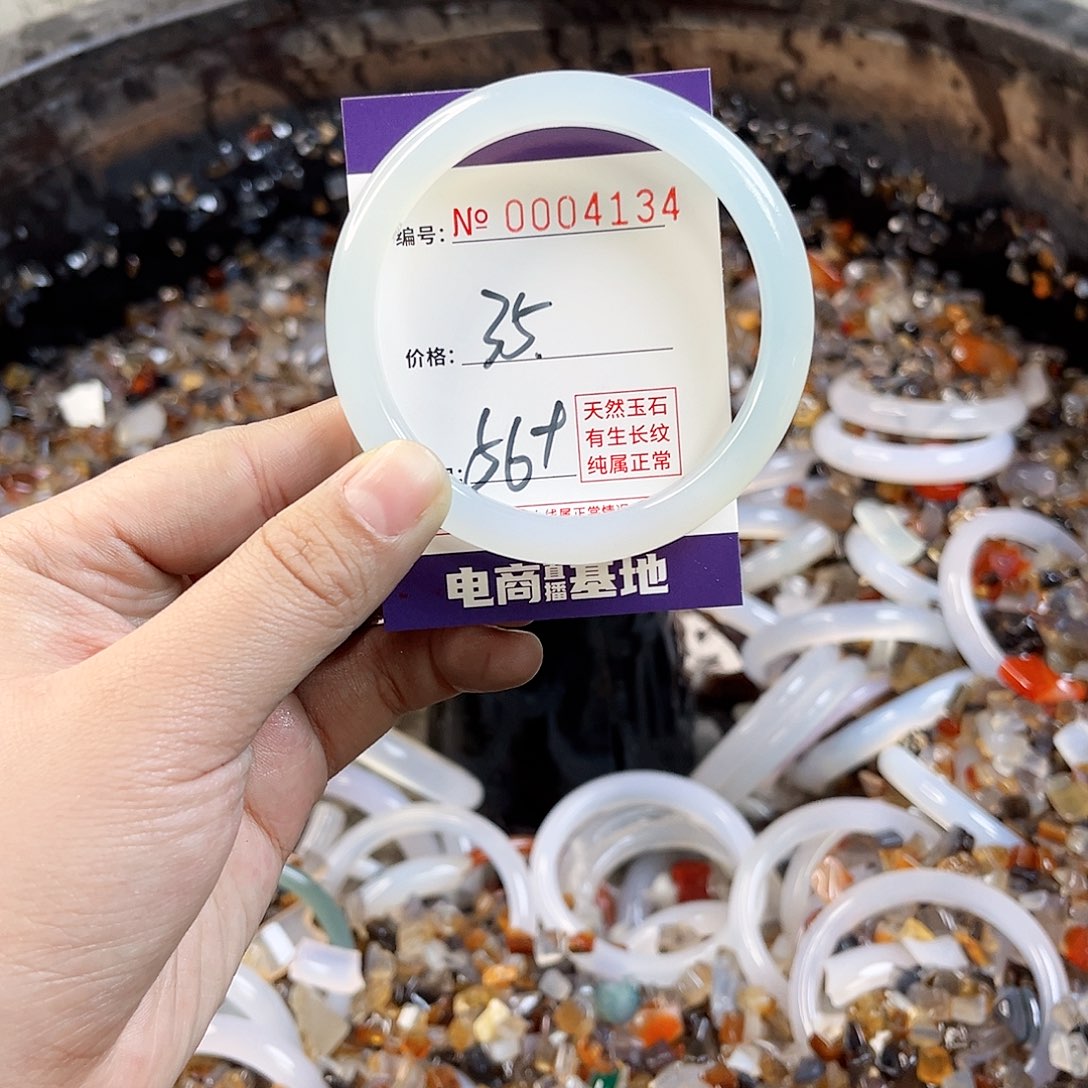 编号: № 0004134
价格: 35.
56+
天然玉石
有生长纹
纯属正常
电商直播基地